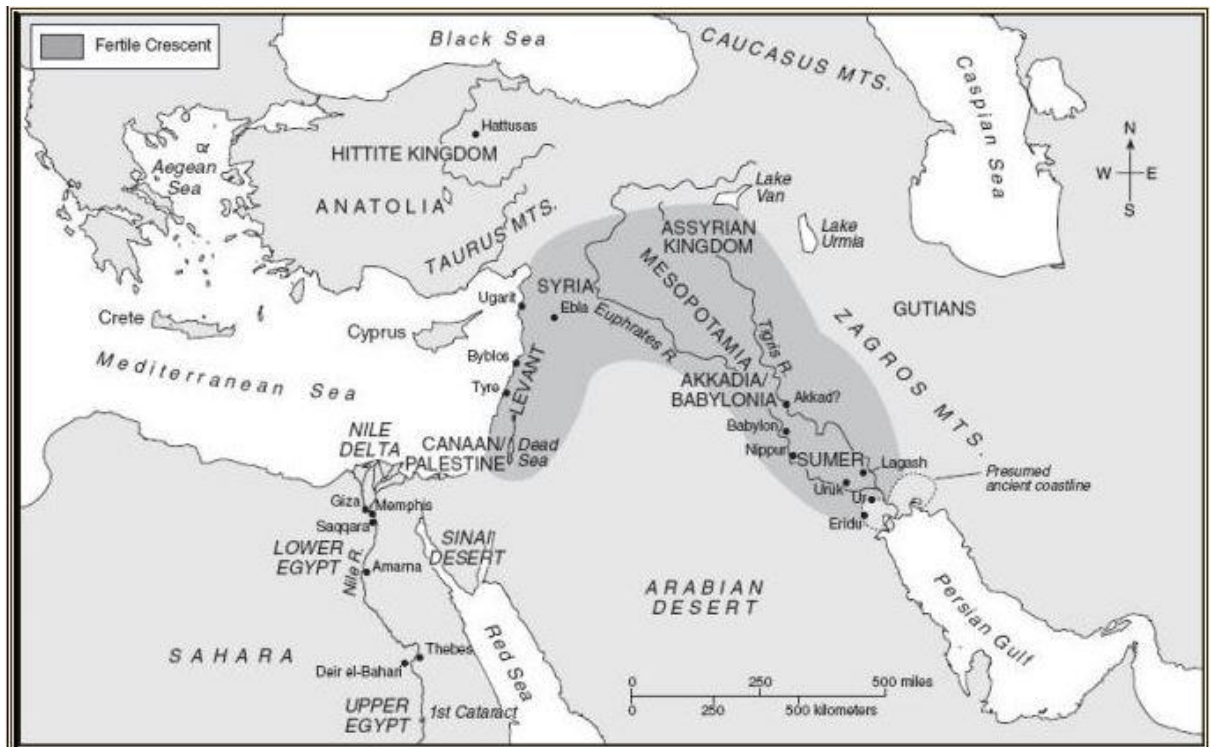 Fertile Crescent
Black Sea
CAUCASUS MTS.
Caspian Sea
N
W
E
S
Hattusas
HITTITE KINGDOM
Aegean
Sea
ANATOLIA
TAURUS MTS.
Lake
Van
Lake
Urmia
ASSYRIAN
KINGDOM
MESOPOTAMIA
SYRIA
Ugarit
Ebla
Euphrates R.
Tigris R.
GUTIANS
ZAGROS MTS.
Crete
Cyprus
Mediterranean Sea
Byblos
Tyre
LEVANT
AKKADIA/
BABYLONIA
Akkad?
Babylon
Nippur
SUMER
Lagash
Uruk
Ur
Eridu
Presumed
ancient coastline
NILE
DELTA
CANAAN/
PALESTINE
Dead
Sea
Giza
Memphis
Saqqara
LOWER
EGYPT
Nile R.
Amarna
SINAI
DESERT
ARABIAN
DESERT
Persian Gulf
SAHARA
Thebes
Deir el-Bahari
Red Sea
UPPER
EGYPT
1st Cataract
0 250 500 miles
0 250 500 kilometers